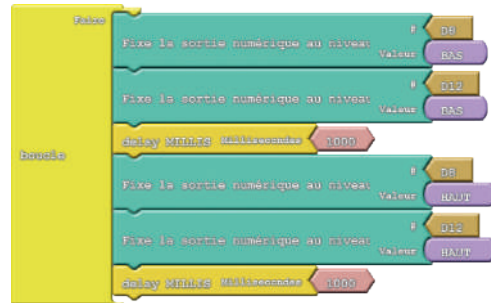 Faire
#
D8
Fixe la sortie numérique au niveau
Valeur
BAS
#
D12
Fixe la sortie numérique au niveau
Valeur
BAS
delay MILLIS Millisecondes
1000
boucle
#
D8
Fixe la sortie numérique au niveau
Valeur
HAUT
#
D12
Fixe la sortie numérique au niveau
Valeur
HAUT
delay MILLIS Millisecondes
1000